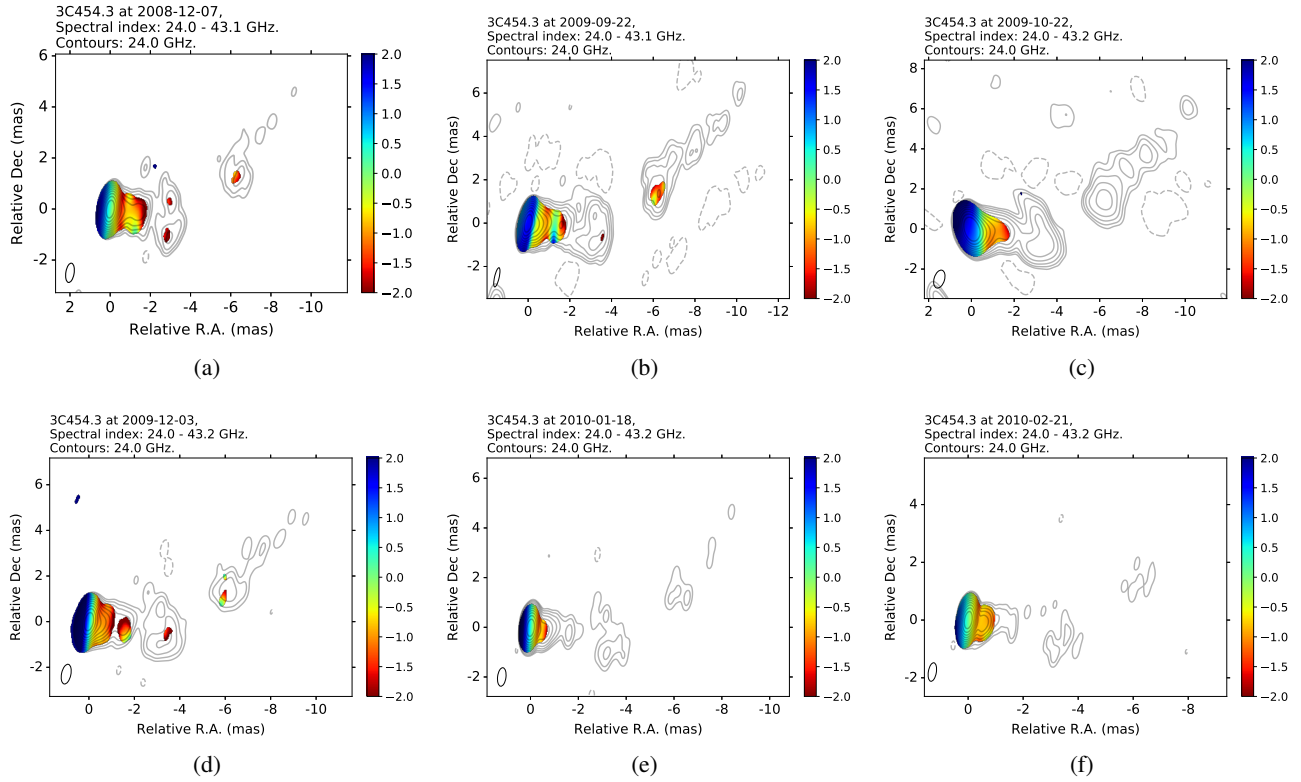 3C454.3 at 2008-12-07,
Spectral index: 24.0 - 43.1 GHz.
Contours: 24.0 GHz.
6
4
2
0
-2
2 0 -2 -4 -6 -8 -10
Relative Dec (mas)
Relative R.A. (mas)
2.0
1.5
1.0
0.5
0.0
−0.5
−1.0
−1.5
−2.0
(a)
3C454.3 at 2009-09-22,
Spectral index: 24.0 - 43.1 GHz.
Contours: 24.0 GHz.
6
4
2
0
-2
0 -2 -4 -6 -8 -10 -12
Relative Dec (mas)
Relative R.A. (mas)
2.0
1.5
1.0
0.5
0.0
−0.5
−1.0
−1.5
−2.0
(b)
3C454.3 at 2009-10-22,
Spectral index: 24.0 - 43.2 GHz.
Contours: 24.0 GHz.
8
6
4
2
0
-2
2 0 -2 -4 -6 -8 -10 -12
Relative Dec (mas)
Relative R.A. (mas)
2.0
1.5
1.0
0.5
0.0
−0.5
−1.0
−1.5
−2.0
(c)
3C454.3 at 2009-12-03,
Spectral index: 24.0 - 43.2 GHz.
Contours: 24.0 GHz.
6
4
2
0
-2
0 -2 -4 -6 -8 -10
Relative Dec (mas)
Relative R.A. (mas)
2.0
1.5
1.0
0.5
0.0
−0.5
−1.0
−1.5
−2.0
(d)
3C454.3 at 2010-01-18,
Spectral index: 24.0 - 43.2 GHz.
Contours: 24.0 GHz.
6
4
2
0
-2
0 -2 -4 -6 -8 -10
Relative Dec (mas)
Relative R.A. (mas)
2.0
1.5
1.0
0.5
0.0
−0.5
−1.0
−1.5
−2.0
(e)
3C454.3 at 2010-02-21,
Spectral index: 24.0 - 43.2 GHz.
Contours: 24.0 GHz.
4
2
0
-2
0 -2 -4 -6 -8
Relative Dec (mas)
Relative R.A. (mas)
2.0
1.5
1.0
0.5
0.0
−0.5
−1.0
−1.5
−2.0
(f)